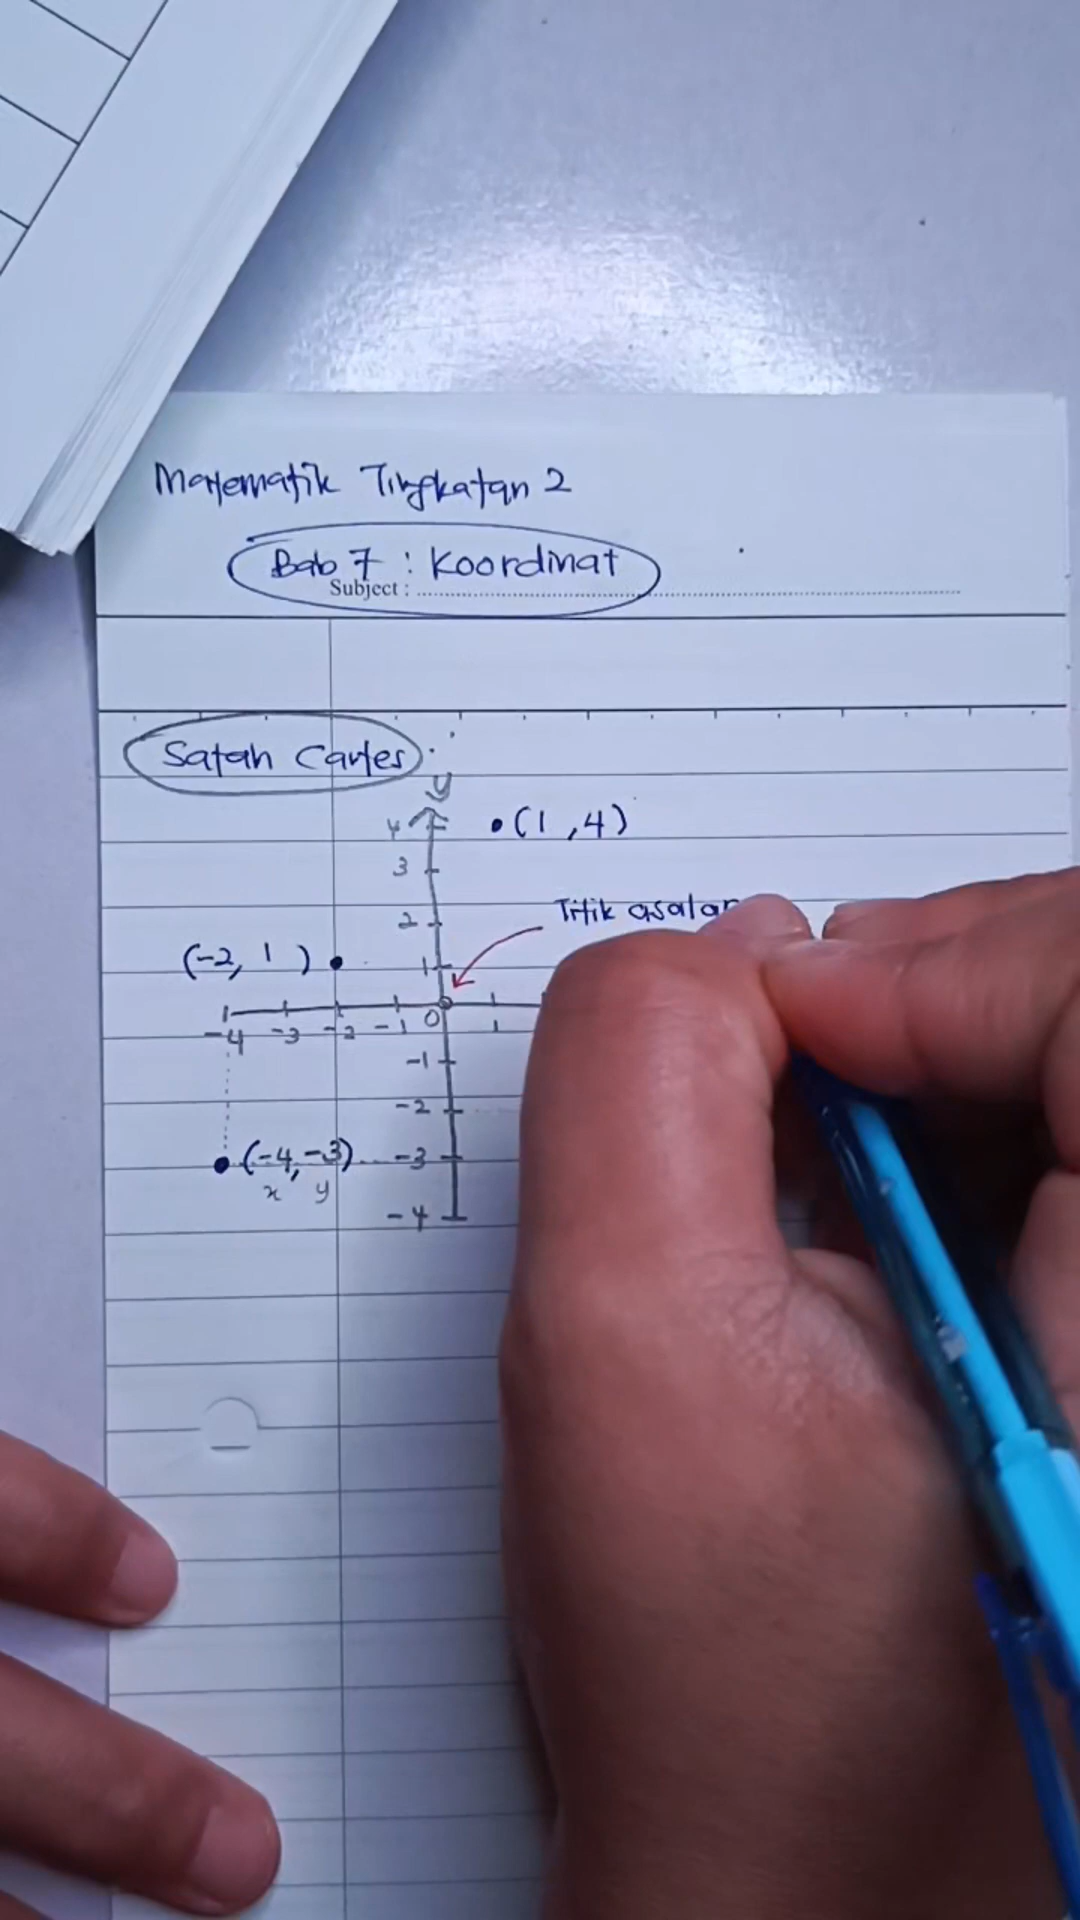 Matematik Tingkatan 2
Bab 7 : Koordinat
Subject :
Satah Cartes
y
4
(1, 4)
3
Titik asalan
2
(-2, 1)
1
-4 -3 -2 -1 0 1
-1
-2
(-4, -3)
-3
x y
-4